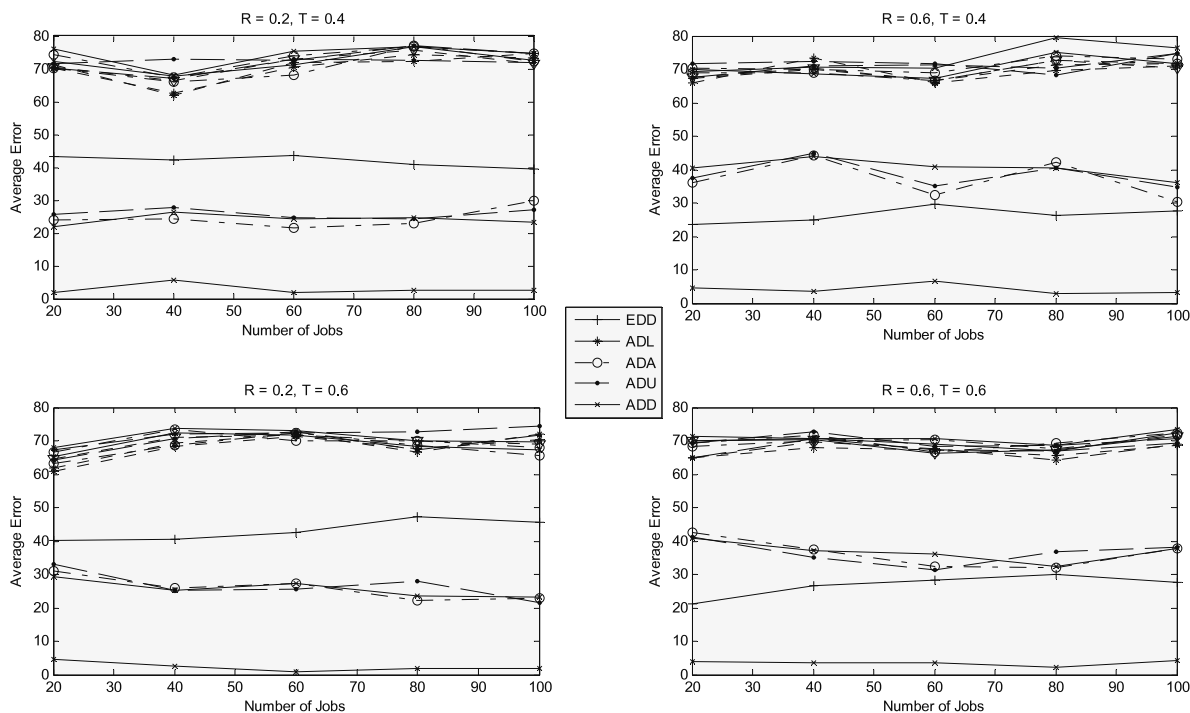 R = 0.2, T = 0.4
80
70
60
50
40
30
20
10
0
Average Error
20 30 40 50 60 70 80 90 100
Number of Jobs
R = 0.6, T = 0.4
80
70
60
50
40
30
20
10
0
Average Error
20 30 40 50 60 70 80 90 100
Number of Jobs
EDD
ADL
ADA
ADU
ADD
R = 0.2, T = 0.6
80
70
60
50
40
30
20
10
0
Average Error
20 30 40 50 60 70 80 90 100
Number of Jobs
R = 0.6, T = 0.6
80
70
60
50
40
30
20
10
0
Average Error
20 30 40 50 60 70 80 90 100
Number of Jobs